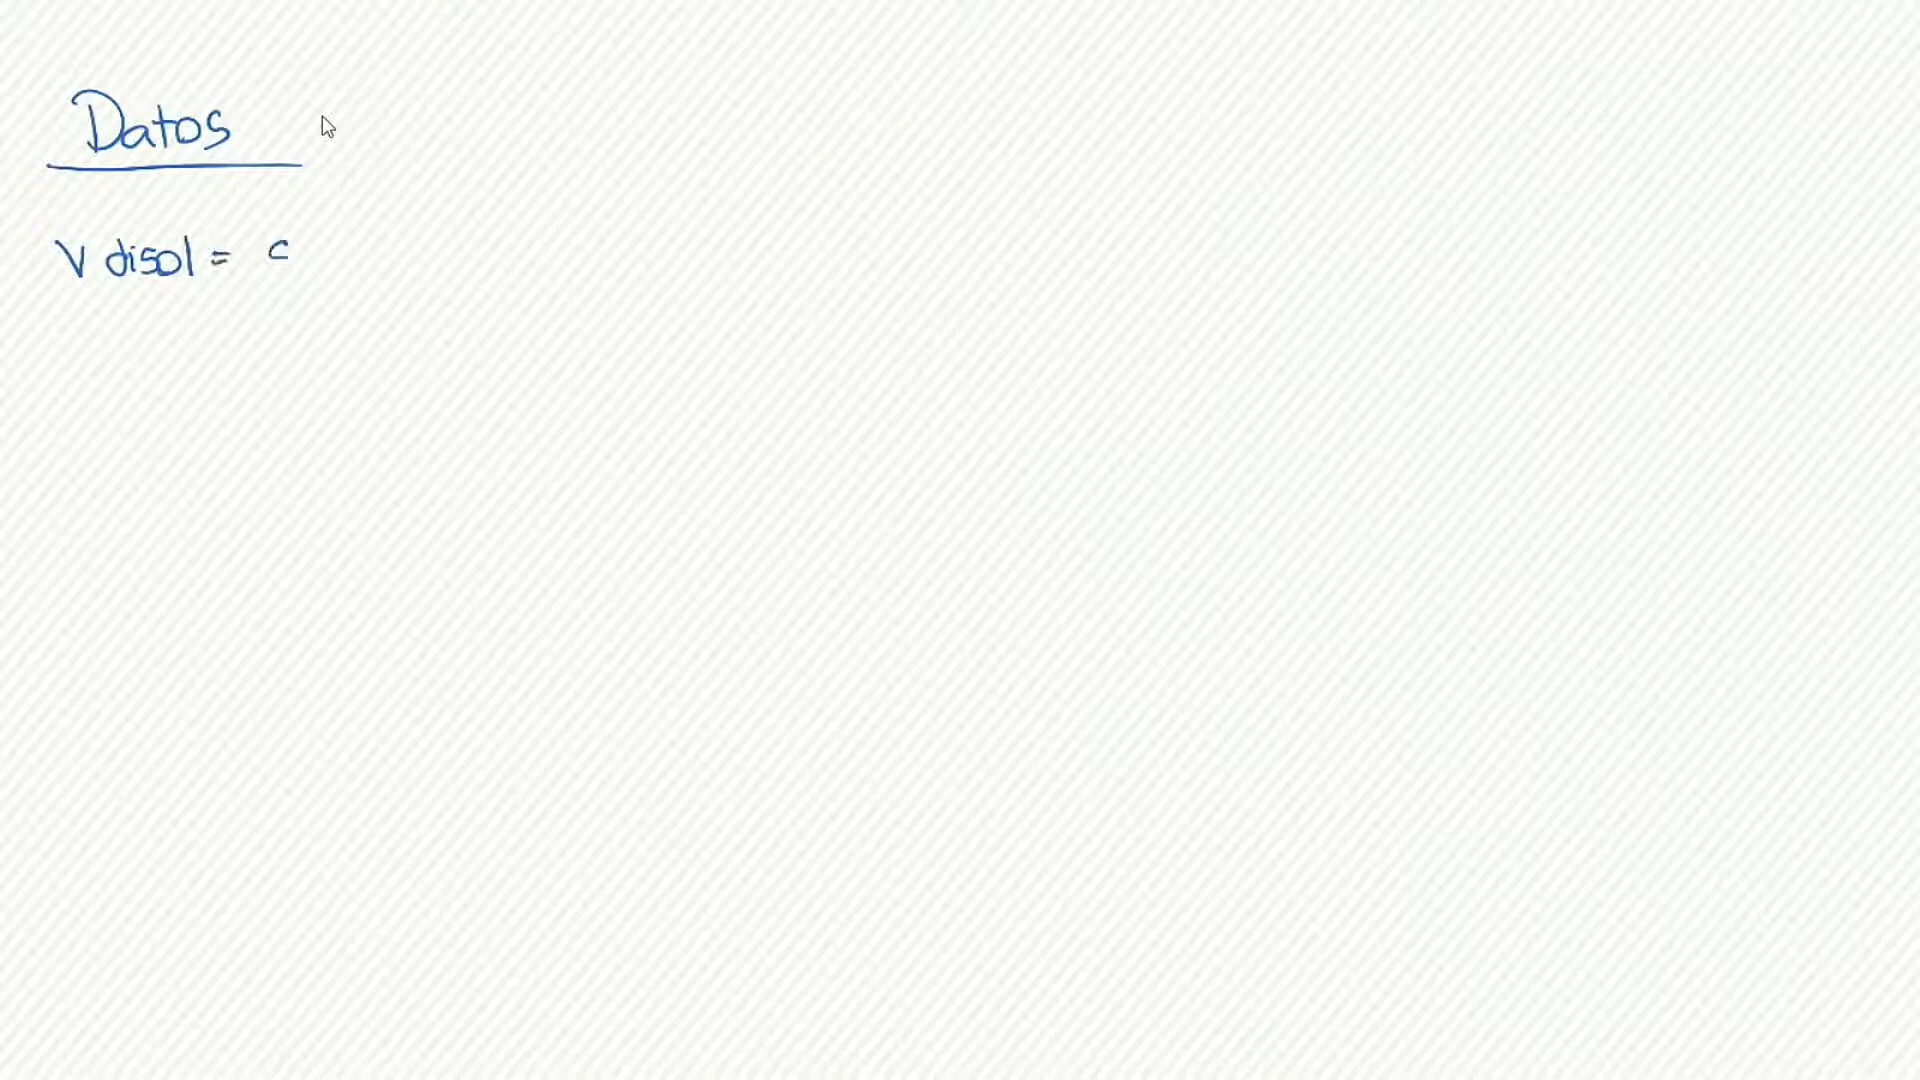 Datos
V disol = c